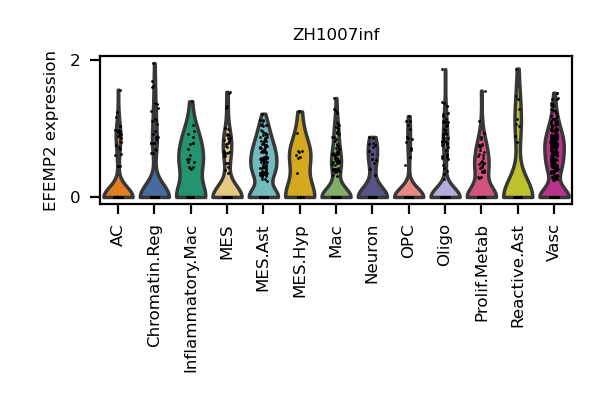 ZH1007inf
EFEMP2 expression
2
0
AC
Chromatin.Reg
Inflammatory.Mac
MES
MES.Ast
MES.Hyp
Mac
Neuron
OPC
Oligo
Prolif.Metab
Reactive.Ast
Vasc